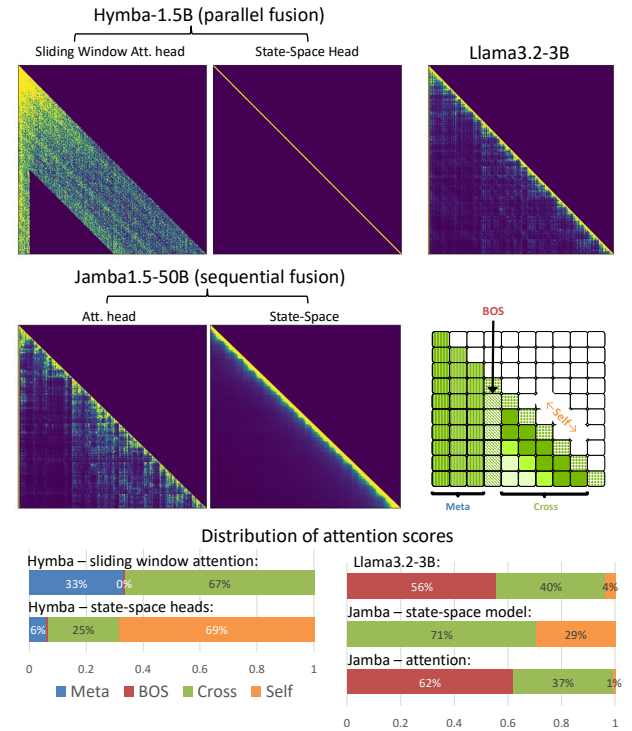 Hymba-1.5B (parallel fusion)
Sliding Window Att. head
State-Space Head
Llama3.2-3B
Jamba1.5-50B (sequential fusion)
Att. head
State-Space
BOS
<-Self->
Meta
Cross
Distribution of attention scores
Hymba – sliding window attention:
33% 0% 67%
Hymba – state-space heads:
6% 25% 69%
0 0.2 0.4 0.6 0.8 1
Meta BOS Cross Self
Llama3.2-3B:
56% 40% 4%
Jamba – state-space model:
71% 29%
Jamba – attention:
62% 37% 1%
0 0.2 0.4 0.6 0.8 1